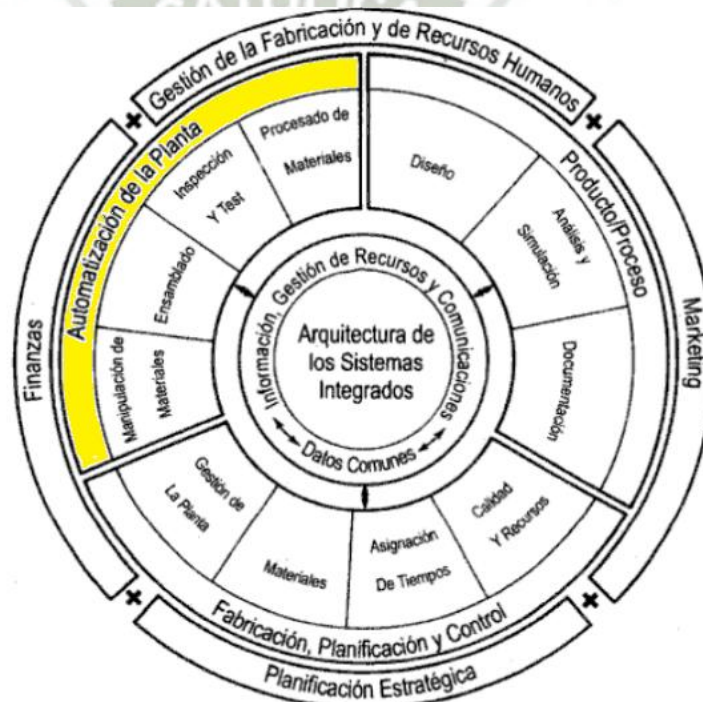 Gestión de la Fabricación y de Recursos Humanos
Automatización de la Planta
Procesado de
Materiales
Inspección
Y Test
Ensamblado
Manipulación de
Materiales
Producto/Proceso
Diseño
Análisis y
Simulación
Documentación
Finanzas
Marketing
Información, Gestión de Recursos y Comunicaciones
Arquitectura de
los Sistemas
Integrados
Datos Comunes
Gestión de
La Planta
Materiales
Asignación
De Tiempos
Calidad
Y Recursos
Fabricación, Planificación y Control
Planificación Estratégica